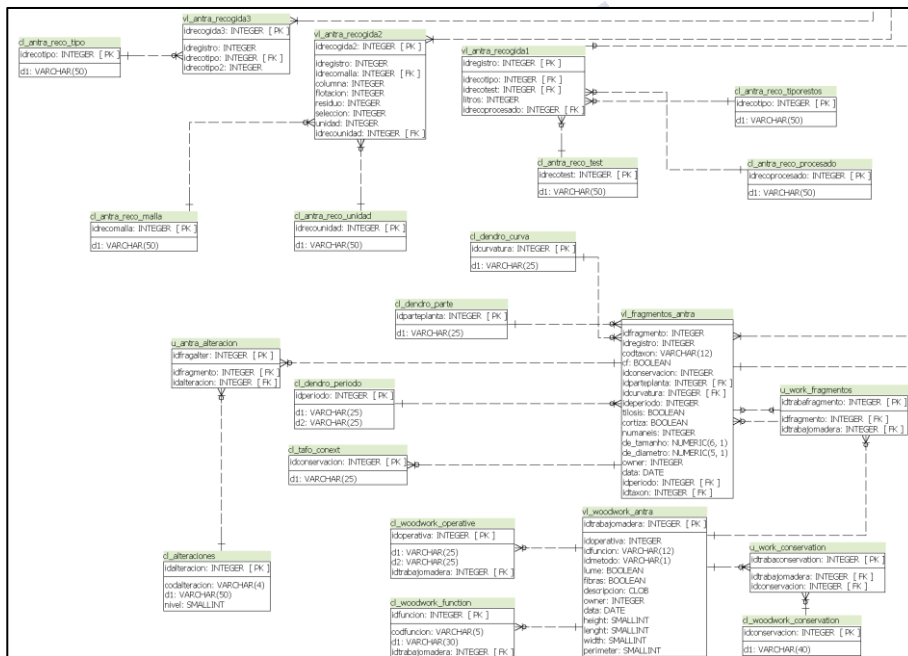 cl_antra_reco_tipo
idrecotipo: INTEGER [ PK ]
d1: VARCHAR(50)
vl_antra_recogida3
idrecogida3: INTEGER [ PK ]
idregistro: INTEGER
idrecotipo: INTEGER [ FK ]
idrecotipo2: INTEGER
vl_antra_recogida2
idrecogida2: INTEGER [ PK ]
idregistro: INTEGER
idrecomalla: INTEGER [ FK ]
columna: INTEGER
flotacion: INTEGER
residuo: INTEGER
seleccion: INTEGER
unidad: INTEGER
idrecounidad: INTEGER [ FK ]
vl_antra_recogida1
idregistro: INTEGER [ PK ]
idrecotipo: INTEGER [ FK ]
idrecotest: INTEGER [ FK ]
litros: INTEGER
idrecoprocesado: INTEGER [ FK ]
cl_antra_reco_tiporestos
idrecotipo: INTEGER [ PK ]
d1: VARCHAR(50)
cl_antra_reco_test
idrecotest: INTEGER [ PK ]
d1: VARCHAR(50)
cl_antra_reco_procesado
idrecoprocesado: INTEGER [ PK ]
d1: VARCHAR(50)
cl_antra_reco_malla
idrecomalla: INTEGER [ PK ]
d1: VARCHAR(50)
cl_antra_reco_unidad
idrecounidad: INTEGER [ PK ]
d1: VARCHAR(50)
cl_dendro_curva
idcurvatura: INTEGER [ PK ]
d1: VARCHAR(25)
cl_dendro_parte
idparteplanta: INTEGER [ PK ]
d1: VARCHAR(25)
vl_fragmentos_antra
idfragmento: INTEGER
idregistro: INTEGER
codtaxon: VARCHAR(12)
cf: BOOLEAN
idconservacion: INTEGER
idparteplanta: INTEGER [ FK ]
idcurvatura: INTEGER [ FK ]
ideperiodo: INTEGER
tilosis: BOOLEAN
cortiza: BOOLEAN
numaneis: INTEGER
de_tamanho: NUMERIC(6, 1)
de_diametro: NUMERIC(5, 1)
owner: INTEGER
data: DATE
idperiodo: INTEGER [ FK ]
idtaxon: INTEGER [ FK ]
u_antra_alteracion
idfragalter: INTEGER [ PK ]
idfragmento: INTEGER [ FK ]
idalteracion: INTEGER [ FK ]
cl_dendro_periodo
idperiodo: INTEGER [ PK ]
d1: VARCHAR(25)
d2: VARCHAR(25)
u_work_fragmentos
idtrabafragmento: INTEGER [ PK ]
idfragmento: INTEGER [ FK ]
idtrabajomadera: INTEGER [ FK ]
cl_tafo_conext
idconservacion: INTEGER [ PK ]
d1: VARCHAR(25)
cl_alteraciones
idalteracion: INTEGER [ PK ]
codalteracion: VARCHAR(4)
d1: VARCHAR(50)
nivel: SMALLINT
cl_woodwork_operative
idoperativa: INTEGER [ PK ]
d1: VARCHAR(25)
d2: VARCHAR(25)
idtrabajomadera: INTEGER [ FK ]
cl_woodwork_function
idfuncion: INTEGER [ PK ]
codfuncion: VARCHAR(5)
d1: VARCHAR(30)
idtrabajomadera: INTEGER [ FK ]
vl_woodwork_antra
idtrabajomadera: INTEGER [ PK ]
idoperativa: INTEGER
idfuncion: VARCHAR(12)
idmetodo: VARCHAR(1)
lume: BOOLEAN
fibras: BOOLEAN
descripcion: CLOB
owner: INTEGER
data: DATE
height: SMALLINT
lenght: SMALLINT
width: SMALLINT
perimeter: SMALLINT
u_work_conservation
idtrabaconservation: INTEGER [ PK ]
idtrabajomadera: INTEGER [ FK ]
idconservacion: INTEGER [ FK ]
cl_woodwork_conservation
idconservacion: INTEGER [ PK ]
d1: VARCHAR(40)